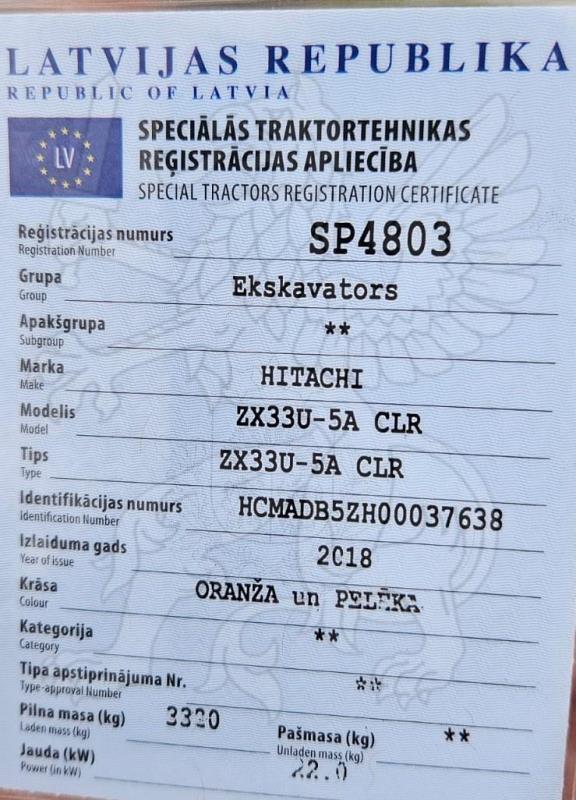 LATVIJAS REPUBLIKA
REPUBLIC OF LATVIA
LV
SPECIĀLĀS TRAKTORTEHNIKAS
REĢISTRĀCIJAS APLIECĪBA
SPECIAL TRACTORS REGISTRATION CERTIFICATE
Reģistrācijas numurs SP4803
Registration Number
Grupa Ekskavators
Group
Apakšgrupa **
Subgroup
Marka HITACHI
Make
Modelis ZX33U-5A CLR
Model
Tips ZX33U-5A CLR
Type
Identifikācijas numurs HCMADB5ZH00037638
Identification Number
Izlaiduma gads 2018
Year of issue
Krāsa ORANŽA un PELĒKA
Colour
Kategorija **
Category
Tipa apstiprinājuma Nr. **
Type-approval Number
Pilna masa (kg) 3320 Pašmasa (kg) **
Laden mass (kg) Unladen mass (kg)
Jauda (kW) 22.0
Power (in kW)